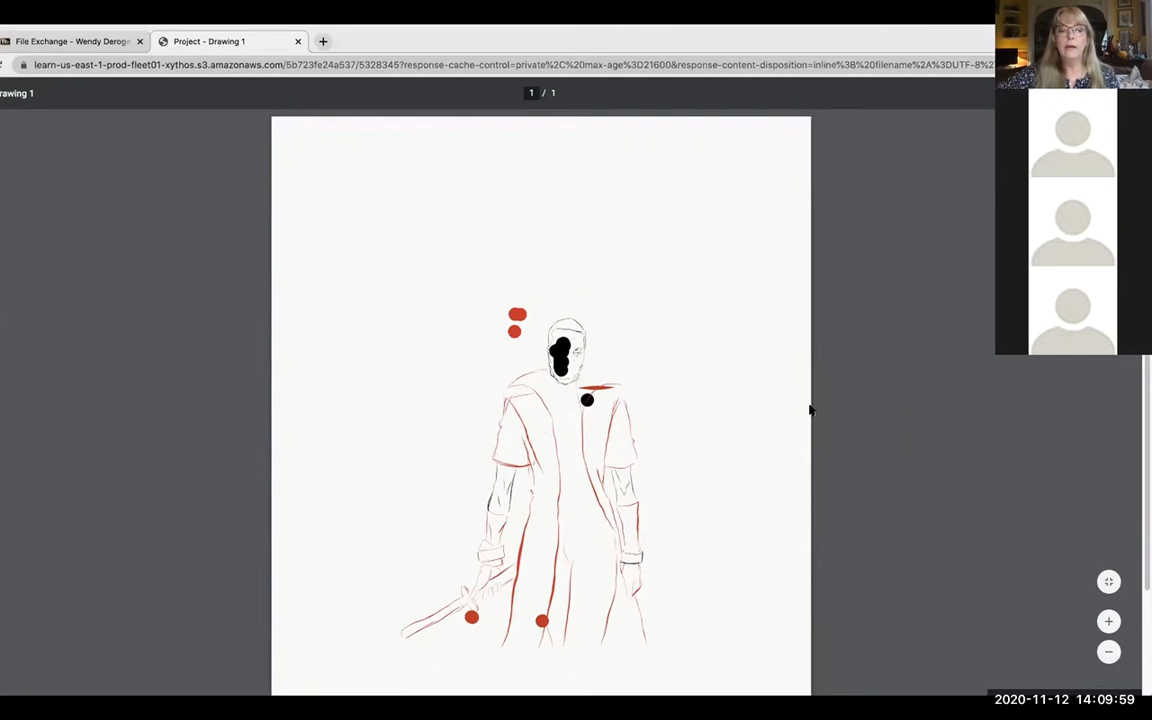 File Exchange - Wendy Deroge
Project - Drawing 1
learn-us-east-1-prod-fleet01-xythos.s3.amazonaws.com/5b723fe24a537/5328345?response-cache-control=private%2C%20max-age%3D21600&response-content-disposition=inline%3B%20filename%2A%3DUTF-8%2
rawing 1
1 / 1
2020-11-12 14:09:59